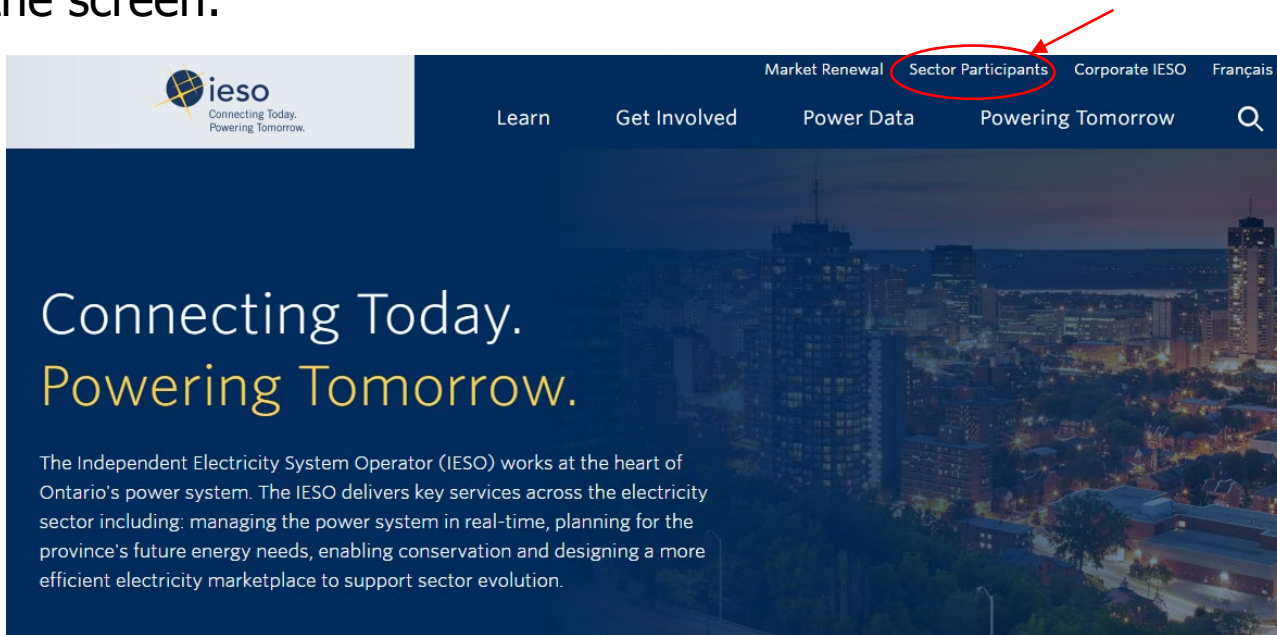 the screen.
ieso
Connecting Today.
Powering Tomorrow.
Market Renewal Sector Participants Corporate IESO Français
Learn Get Involved Power Data Powering Tomorrow
Connecting Today.
Powering Tomorrow.
The Independent Electricity System Operator (IESO) works at the heart of
Ontario's power system. The IESO delivers key services across the electricity
sector including: managing the power system in real-time, planning for the
province's future energy needs, enabling conservation and designing a more
efficient electricity marketplace to support sector evolution.